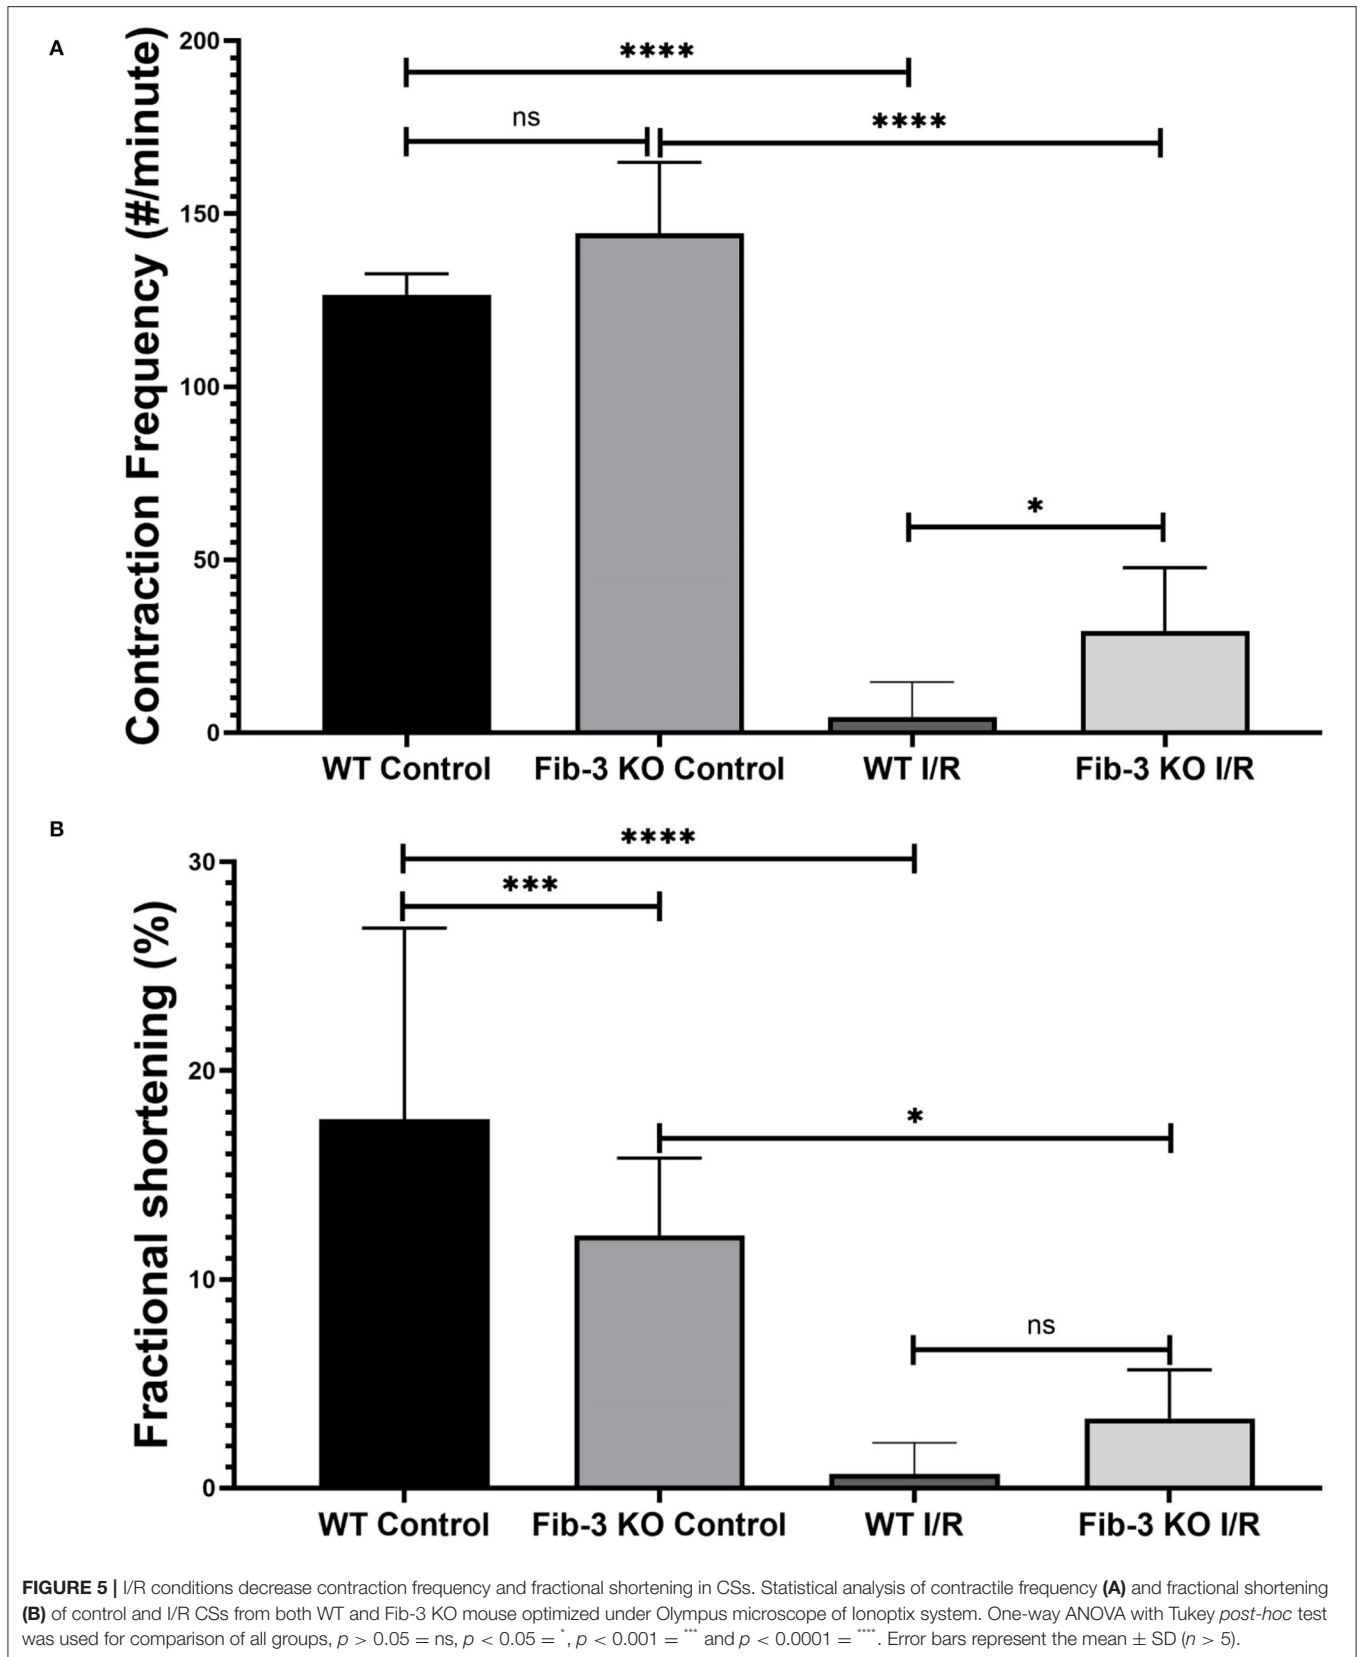 A
Contraction Frequency (#/minute)
200
150
100
50
0
****
ns
****
*
WT Control
Fib-3 KO Control
WT I/R
Fib-3 KO I/R
B
Fractional shortening (%)
30
20
10
0
****
***
*
ns
WT Control
Fib-3 KO Control
WT I/R
Fib-3 KO I/R
FIGURE 5 | I/R conditions decrease contraction frequency and fractional shortening in CSs. Statistical analysis of contractile frequency (A) and fractional shortening
(B) of control and I/R CSs from both WT and Fib-3 KO mouse optimized under Olympus microscope of Ionoptix system. One-way ANOVA with Tukey post-hoc test
was used for comparison of all groups, p > 0.05 = ns, p < 0.05 = *, p < 0.001 = *** and p < 0.0001 = ****. Error bars represent the mean ± SD (n > 5).